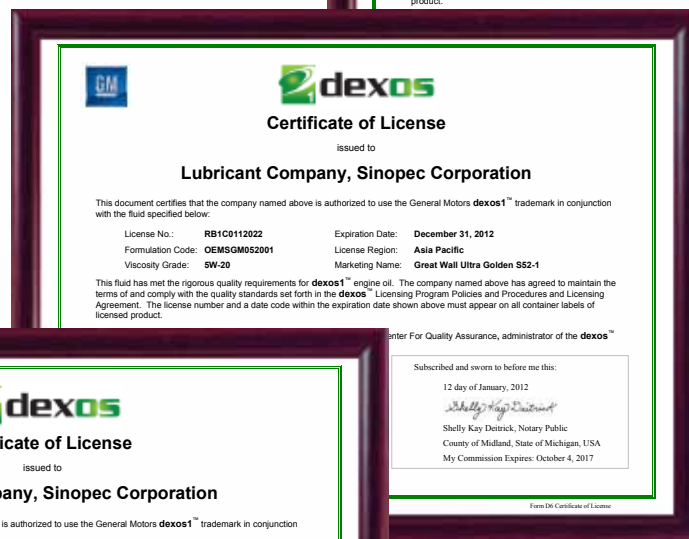 product.
GM
dexos
1
Certificate of License
issued to
Lubricant Company, Sinopec Corporation
This document certifies that the company named above is authorized to use the General Motors dexos1™ trademark in conjunction
with the fluid specified below:
License No.: RB1C0112022 Expiration Date: December 31, 2012
Formulation Code: OEMSGM052001 License Region: Asia Pacific
Viscosity Grade: 5W-20 Marketing Name: Great Wall Ultra Golden S52-1
This fluid has met the rigorous quality requirements for dexos1™ engine oil. The company named above has agreed to maintain the
terms of and comply with the quality standards set forth in the dexos™ Licensing Program Policies and Procedures and Licensing
Agreement. The license number and a date code within the expiration date shown above must appear on all container labels of
licensed product.
enter For Quality Assurance, administrator of the dexos™
Subscribed and sworn to before me this:
12 day of January, 2012
Shelly Kay Deitrick
Shelly Kay Deitrick, Notary Public
County of Midland, State of Michigan, USA
My Commission Expires: October 4, 2017
Form D6 Certificate of License
dexos
icate of License
issued to
pany, Sinopec Corporation
is authorized to use the General Motors dexos1™ trademark in conjunction